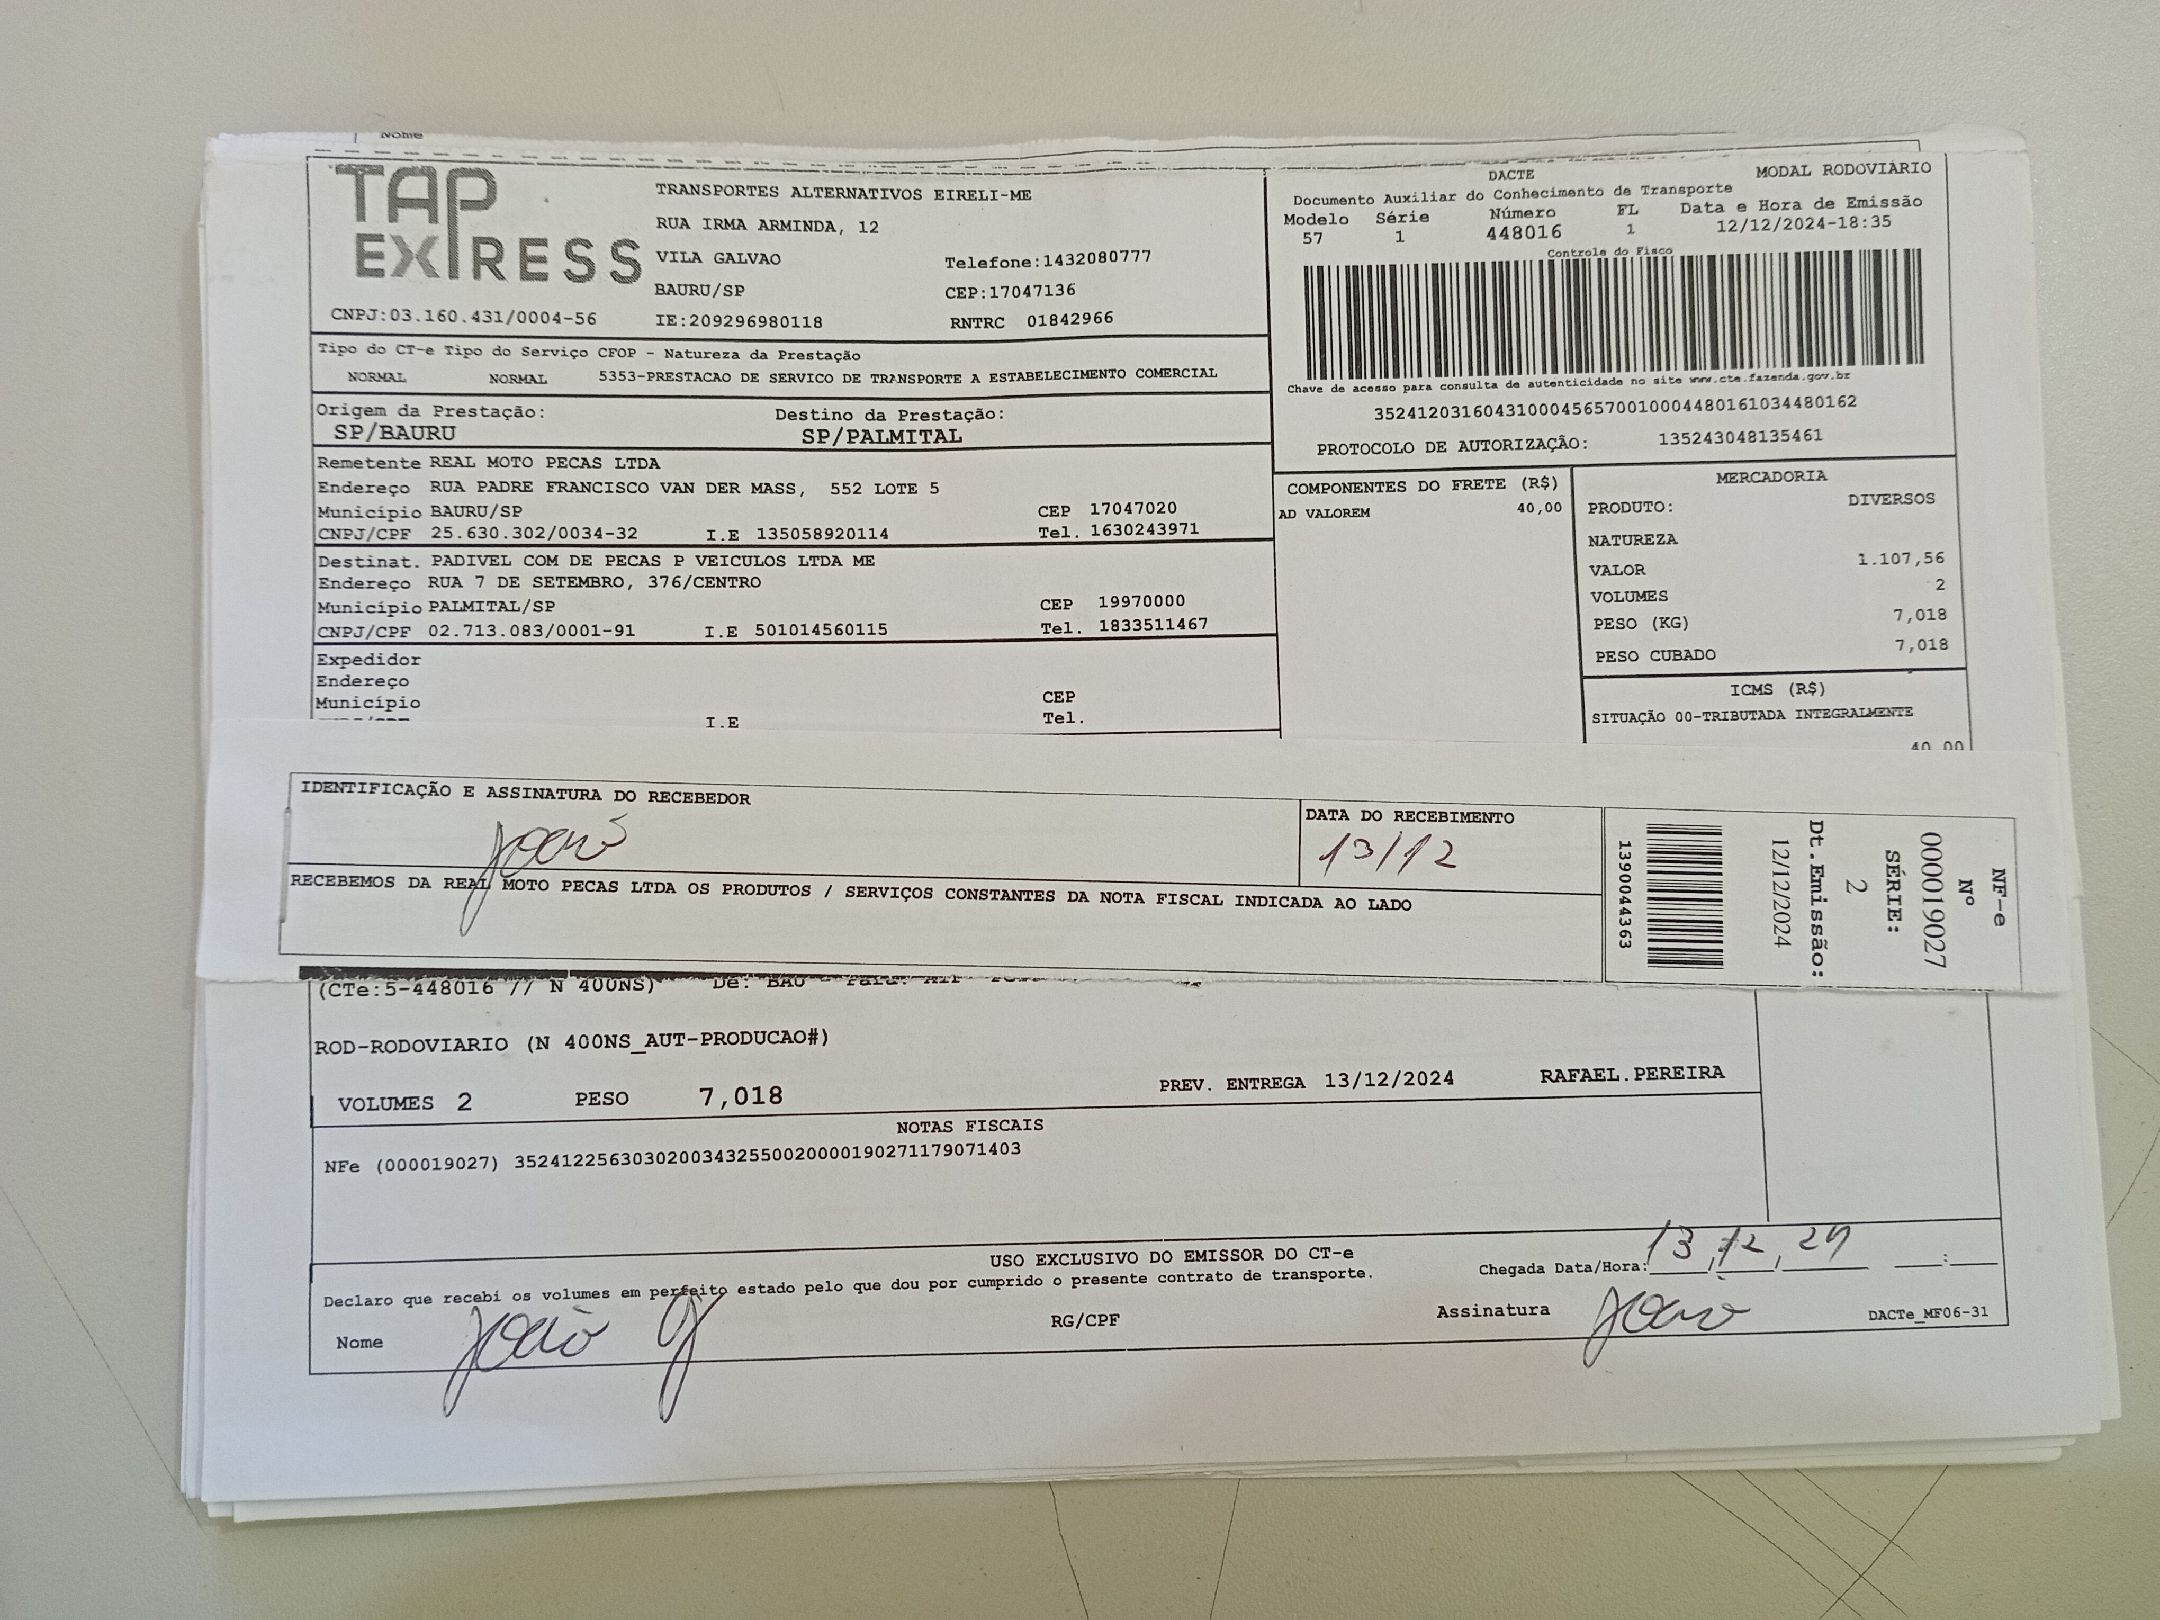 Nome
TAP EXPRESS
TRANSPORTES ALTERNATIVOS EIRELI-ME
RUA IRMA ARMINDA, 12
VILA GALVAO Telefone:1432080777
BAURU/SP CEP:17047136
CNPJ:03.160.431/0004-56 IE:209296980118 RNTRC 01842966
DACTE MODAL RODOVIÁRIO
Documento Auxiliar do Conhecimento de Transporte
Modelo Série Número FL Data e Hora de Emissão
57 1 448016 1 12/12/2024-18:35
Controle do Fisco
Chave de acesso para consulta de autenticidade no site www.cte.fazenda.gov.br
35241203160431000456570010004480161034480162
PROTOCOLO DE AUTORIZAÇÃO: 135243048135461
Tipo do CT-e Tipo do Serviço CFOP - Natureza da Prestação
NORMAL NORMAL 5353-PRESTACAO DE SERVICO DE TRANSPORTE A ESTABELECIMENTO COMERCIAL
Origem da Prestação: Destino da Prestação:
SP/BAURU SP/PALMITAL
Remetente REAL MOTO PECAS LTDA
Endereço RUA PADRE FRANCISCO VAN DER MASS, 552 LOTE 5
Município BAURU/SP CEP 17047020
CNPJ/CPF 25.630.302/0034-32 I.E 135058920114 Tel. 1630243971
Destinat. PADIVEL COM DE PECAS P VEICULOS LTDA ME
Endereço RUA 7 DE SETEMBRO, 376/CENTRO
Município PALMITAL/SP CEP 19970000
CNPJ/CPF 02.713.083/0001-91 I.E 501014560115 Tel. 1833511467
Expedidor
Endereço
Município CEP
I.E Tel.
COMPONENTES DO FRETE (R$)
AD VALOREM 40,00
MERCADORIA
PRODUTO: DIVERSOS
NATUREZA
VALOR 1.107,56
VOLUMES 2
PESO (KG) 7,018
PESO CUBADO 7,018
ICMS (R$)
SITUAÇÃO 00-TRIBUTADA INTEGRALMENTE
40,00
IDENTIFICAÇÃO E ASSINATURA DO RECEBEDOR
João
DATA DO RECEBIMENTO
13/12
RECEBEMOS DA REAL MOTO PECAS LTDA OS PRODUTOS / SERVIÇOS CONSTANTES DA NOTA FISCAL INDICADA AO LADO
NF-e
Nº
000019027
SÉRIE:
2
Dt.Emissão:
12/12/2024
1390044363
(CTe:5-448016 // N 400NS) De: BAU
ROD-RODOVIARIO (N 400NS_AUT-PRODUCAO#)
VOLUMES 2 PESO 7,018 PREV. ENTREGA 13/12/2024 RAFAEL.PEREIRA
NOTAS FISCAIS
NFe (000019027) 35241225630302003432550020000190271179071403
USO EXCLUSIVO DO EMISSOR DO CT-e
Declaro que recebi os volumes em perfeito estado pelo que dou por cumprido o presente contrato de transporte.
Chegada Data/Hora: 13/12/24 :
Nome João RG/CPF Assinatura João DACTe_MF06-31